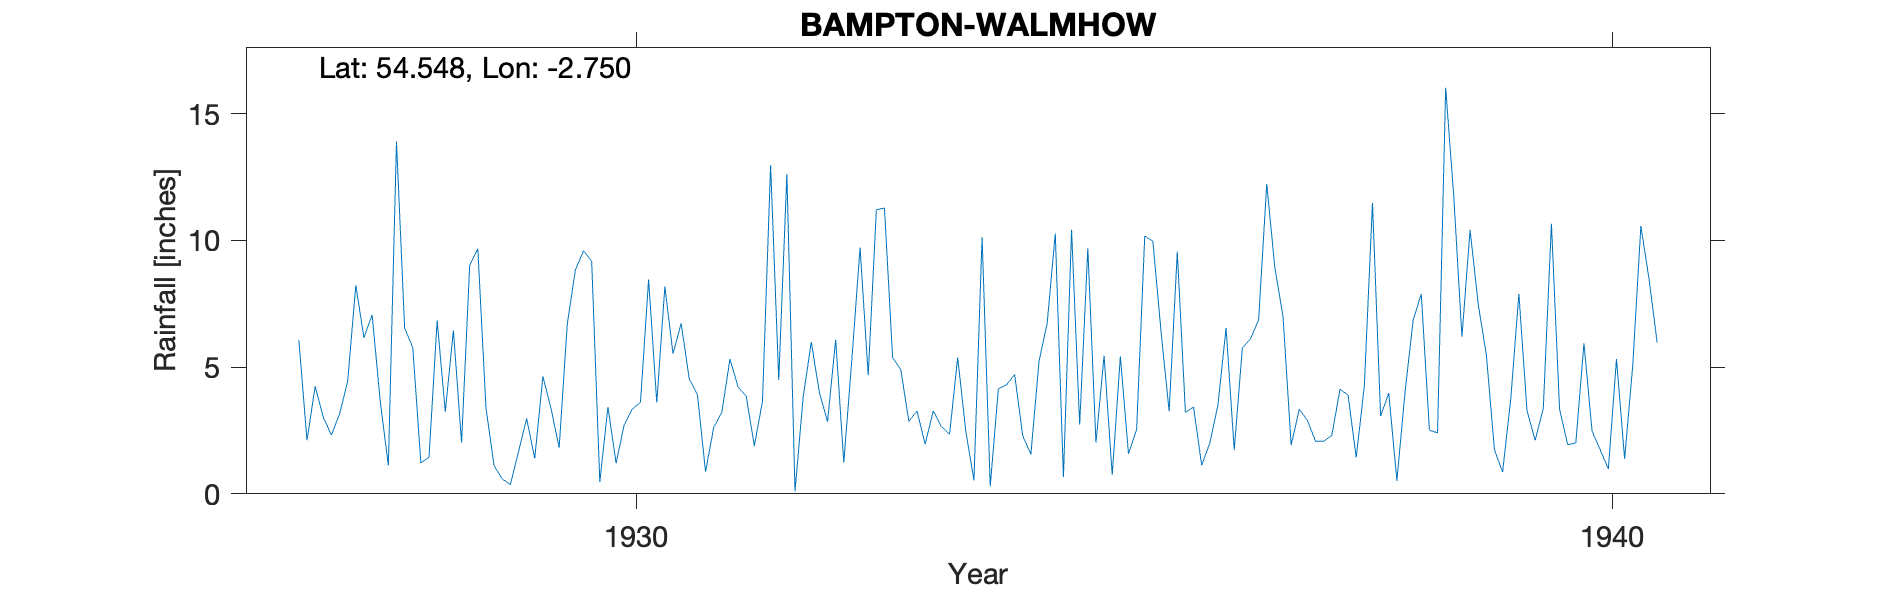 BAMPTON-WALMHOW
Lat: 54.548, Lon: -2.750
15
10
5
0
Rainfall [inches]
1930
1940
Year